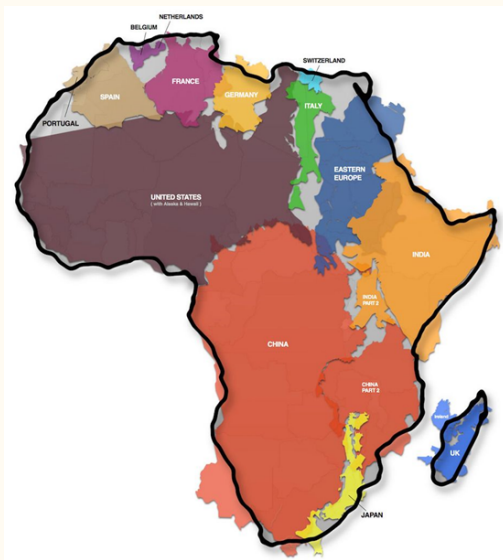 NETHERLANDS
BELGIUM
SWITZERLAND
FRANCE
SPAIN
GERMANY
ITALY
PORTUGAL
EASTERN
EUROPE
UNITED STATES
( with Alaska & Hawaii )
INDIA
INDIA
PART 2
CHINA
CHINA
PART 2
UK
JAPAN